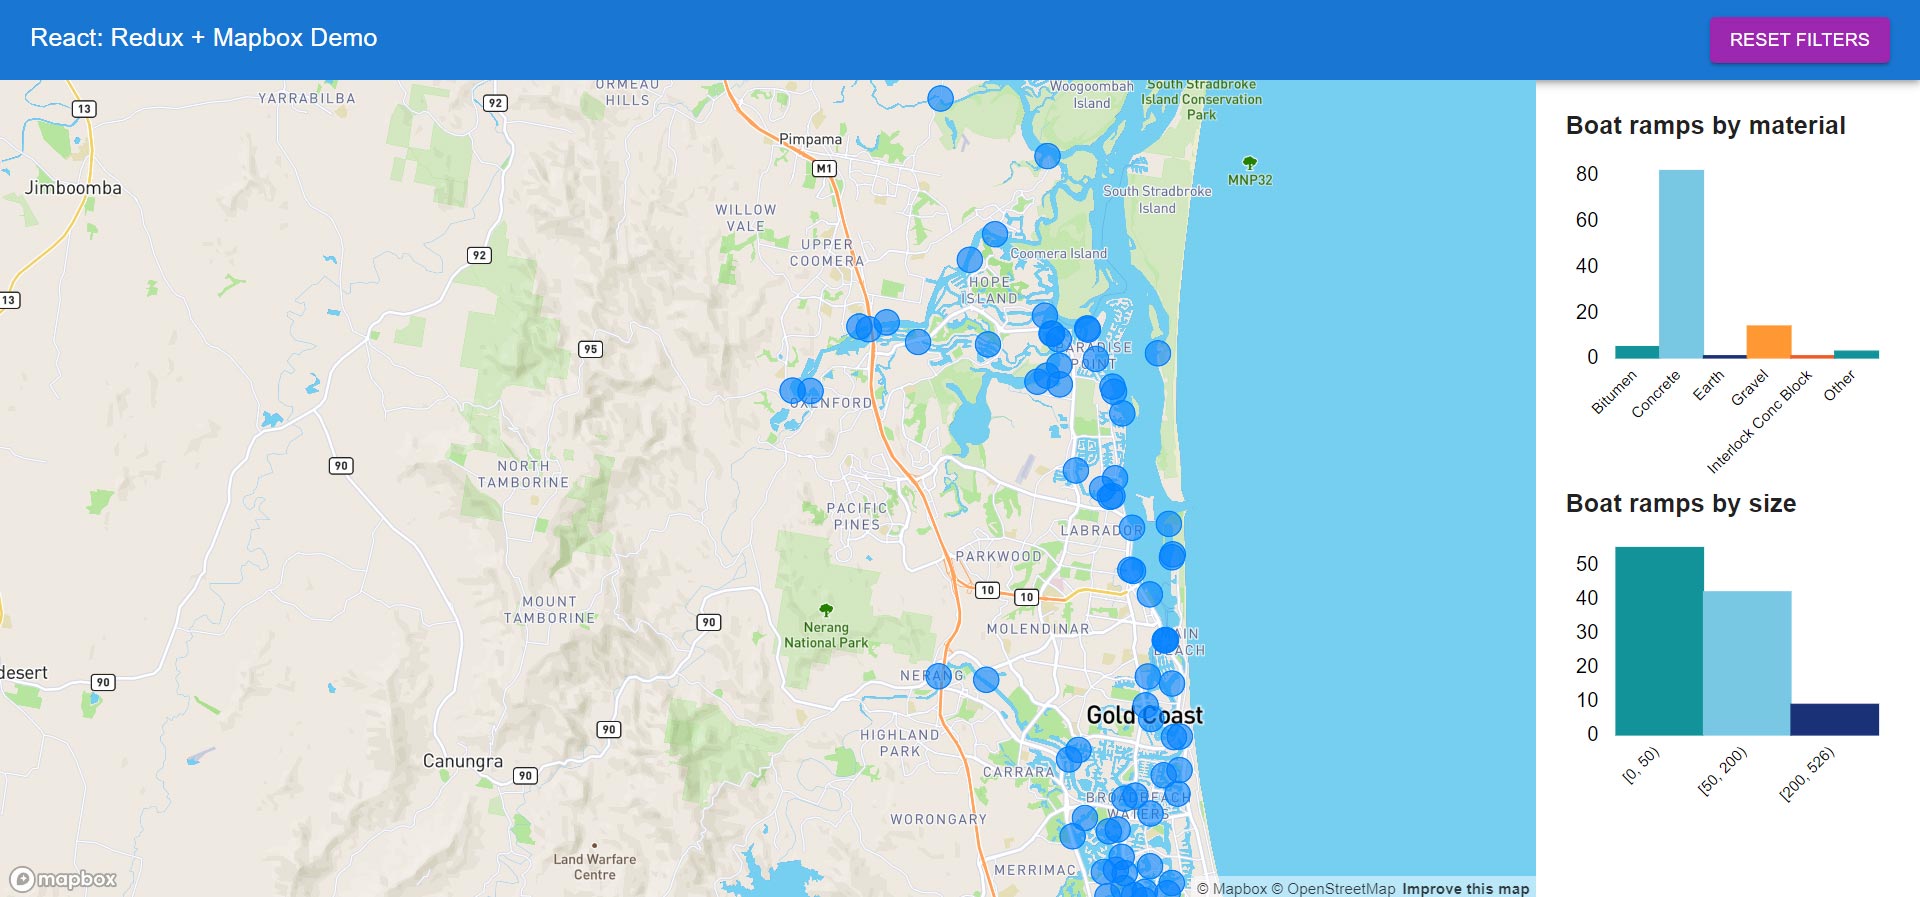 React: Redux + Mapbox Demo
RESET FILTERS
13
YARRABILBA
92
ORMEAU
HILLS
Woogoombah
Island
South Stradbroke
Island Conservation
Park
Pimpama
M1
MNP32
Jimboomba
South Stradbroke
Island
WILLOW
VALE
92
UPPER
COOMERA
Coomera Island
HOPE
ISLAND
13
95
PARADISE
POINT
OXENFORD
90
NORTH
TAMBORINE
PACIFIC
PINES
LABRADOR
PARKWOOD
10
10
MOUNT
TAMBORINE
90
Nerang
National Park
MOLENDINAR
MAIN
BEACH
desert
90
NERANG
Gold Coast
90
HIGHLAND
PARK
Canungra
90
CARRARA
BROADBEACH
WATERS
WORONGARY
Land Warfare
Centre
MERRIMAC
mapbox
© Mapbox © OpenStreetMap Improve this map
Boat ramps by material
80
60
40
20
0
Bitumen
Concrete
Earth
Gravel
Interlock Conc Block
Other
Boat ramps by size
50
40
30
20
10
0
[0, 50)
[50, 200)
[200, 526)